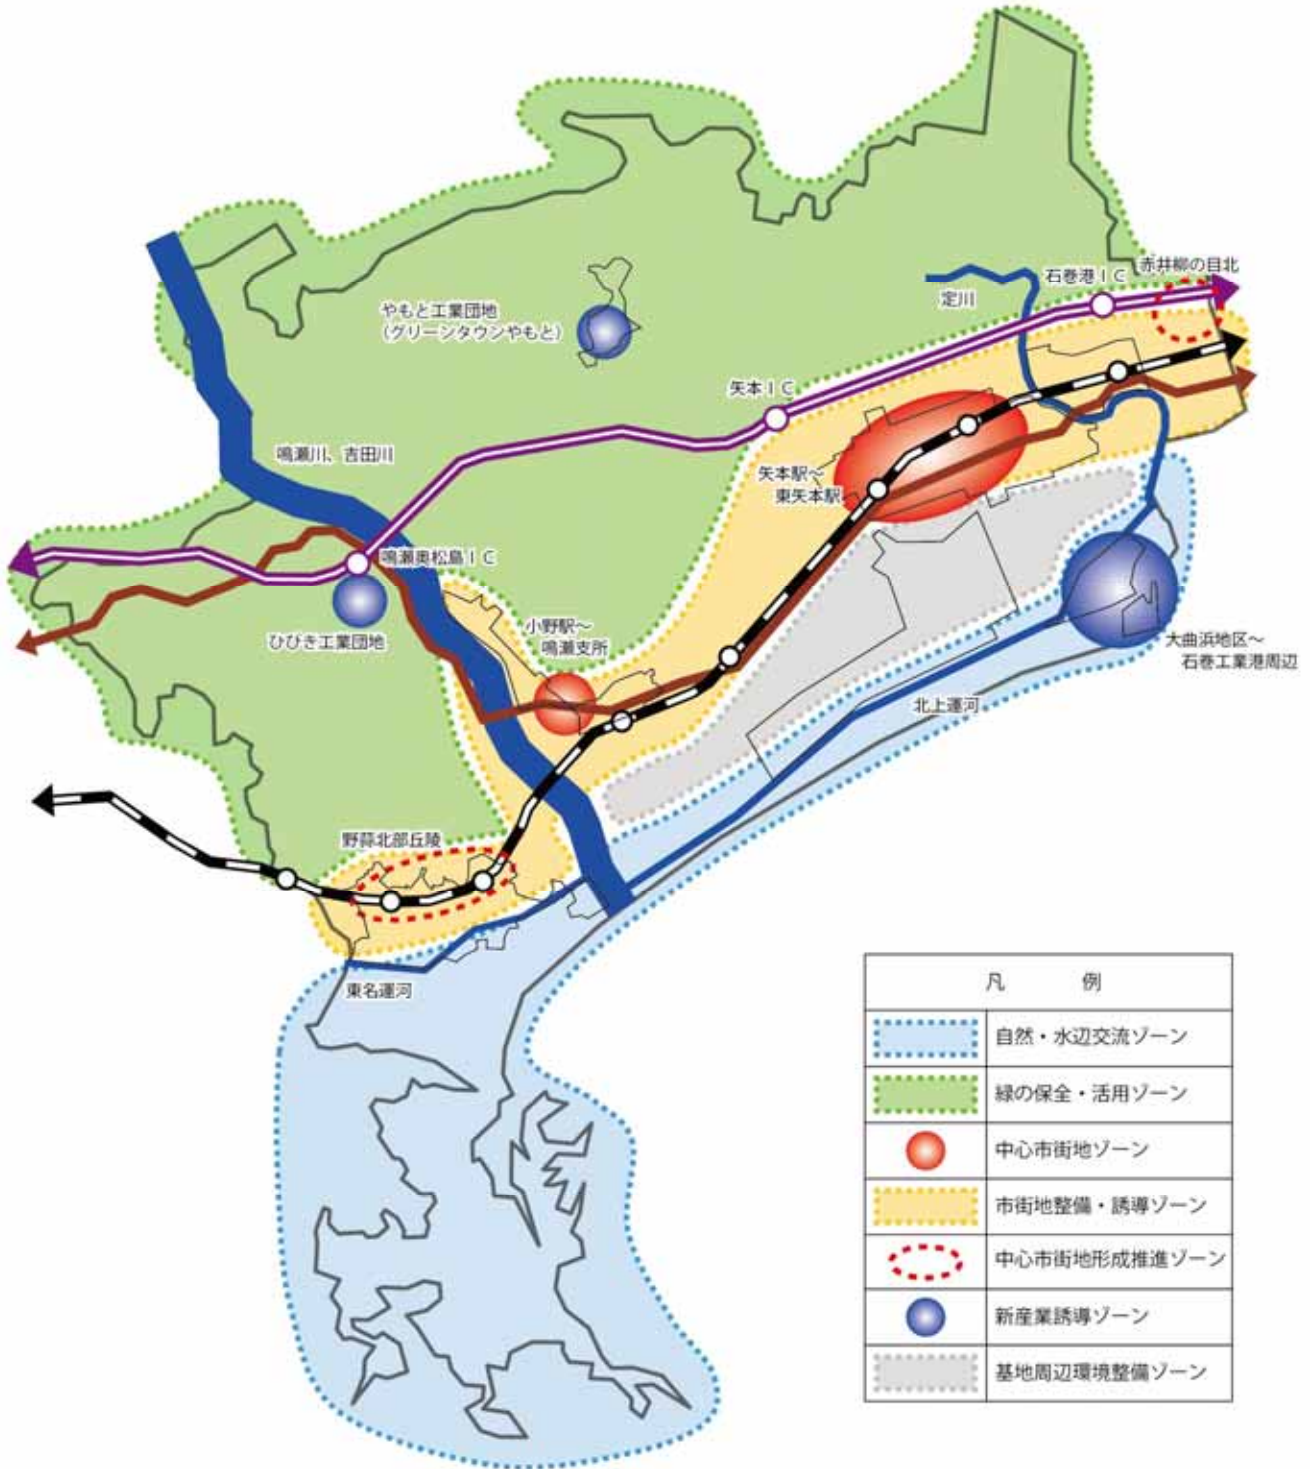 赤井柳の目北
石巻港ＩＣ
定川
やもと工業団地
（グリーンタウンやもと）
矢本ＩＣ
鳴瀬川、吉田川
矢本駅～
東矢本駅
鳴瀬奥松島ＩＣ
小野駅～
鳴瀬支所
ひびき工業団地
大曲浜地区～
石巻工業港周辺
北上運河
野蒜北部丘陵
東名運河
凡　例
自然・水辺交流ゾーン
緑の保全・活用ゾーン
中心市街地ゾーン
市街地整備・誘導ゾーン
中心市街地形成推進ゾーン
新産業誘導ゾーン
基地周辺環境整備ゾーン